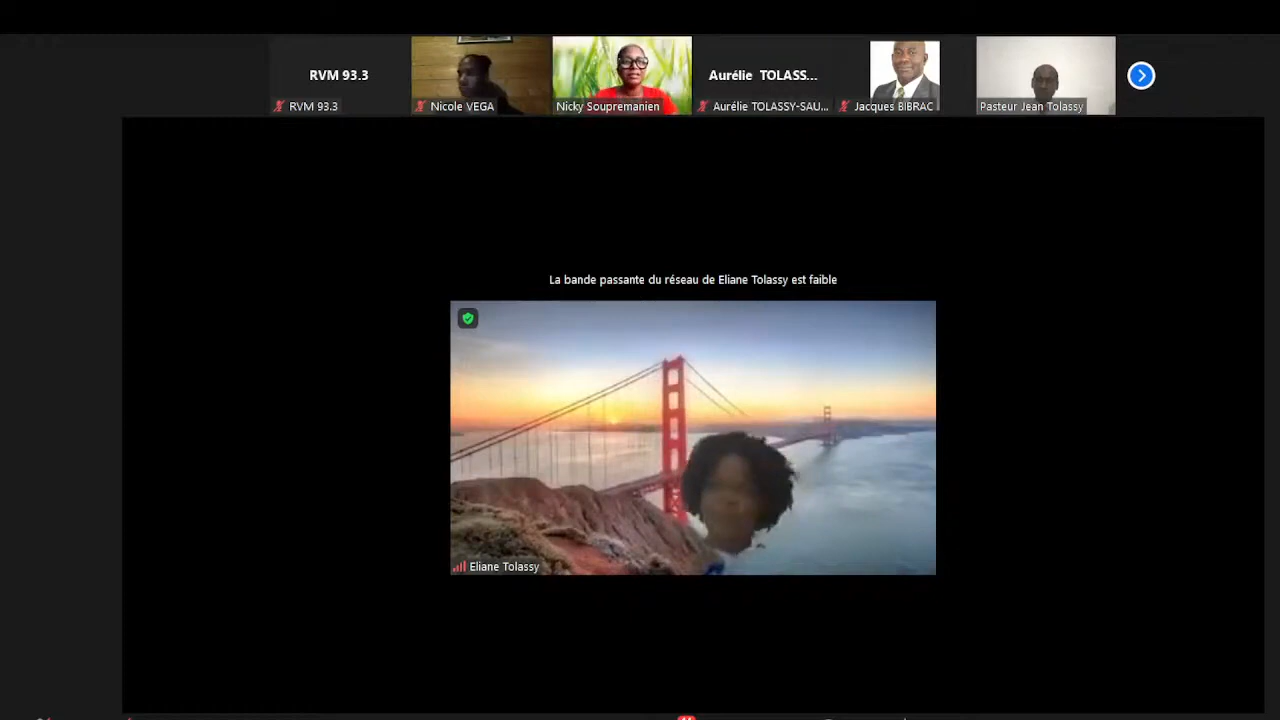 RVM 93.3
Aurélie TOLASS...
RVM 93.3
Nicole VEGA
Nicky Soupremanien
Aurélie TOLASSY-SAU...
Jacques BIBRAC
Pasteur Jean Tolassy
La bande passante du réseau de Eliane Tolassy est faible
Eliane Tolassy